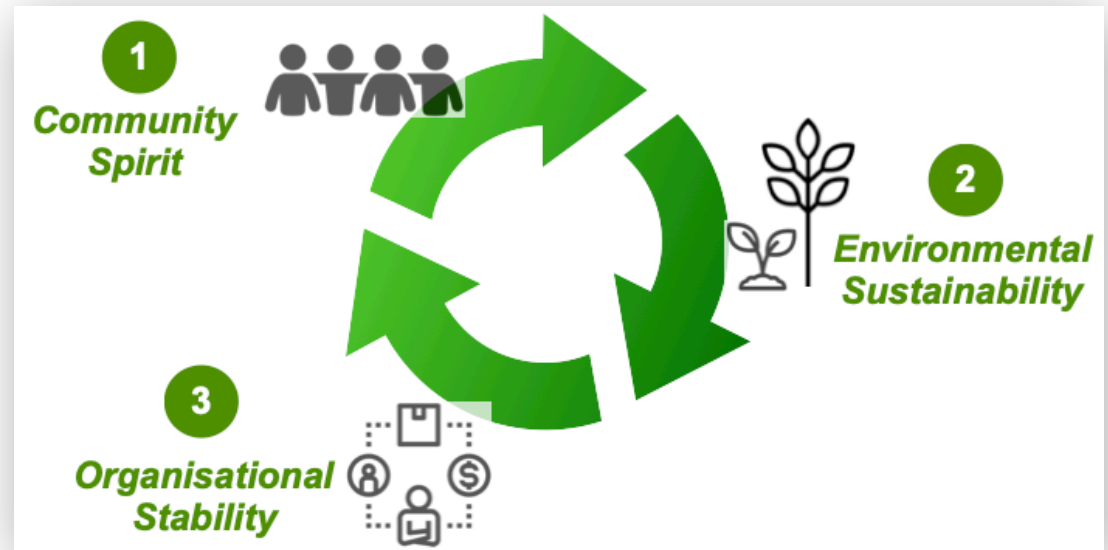 1
Community
Spirit
2
Environmental
Sustainability
3
Organisational
Stability
$